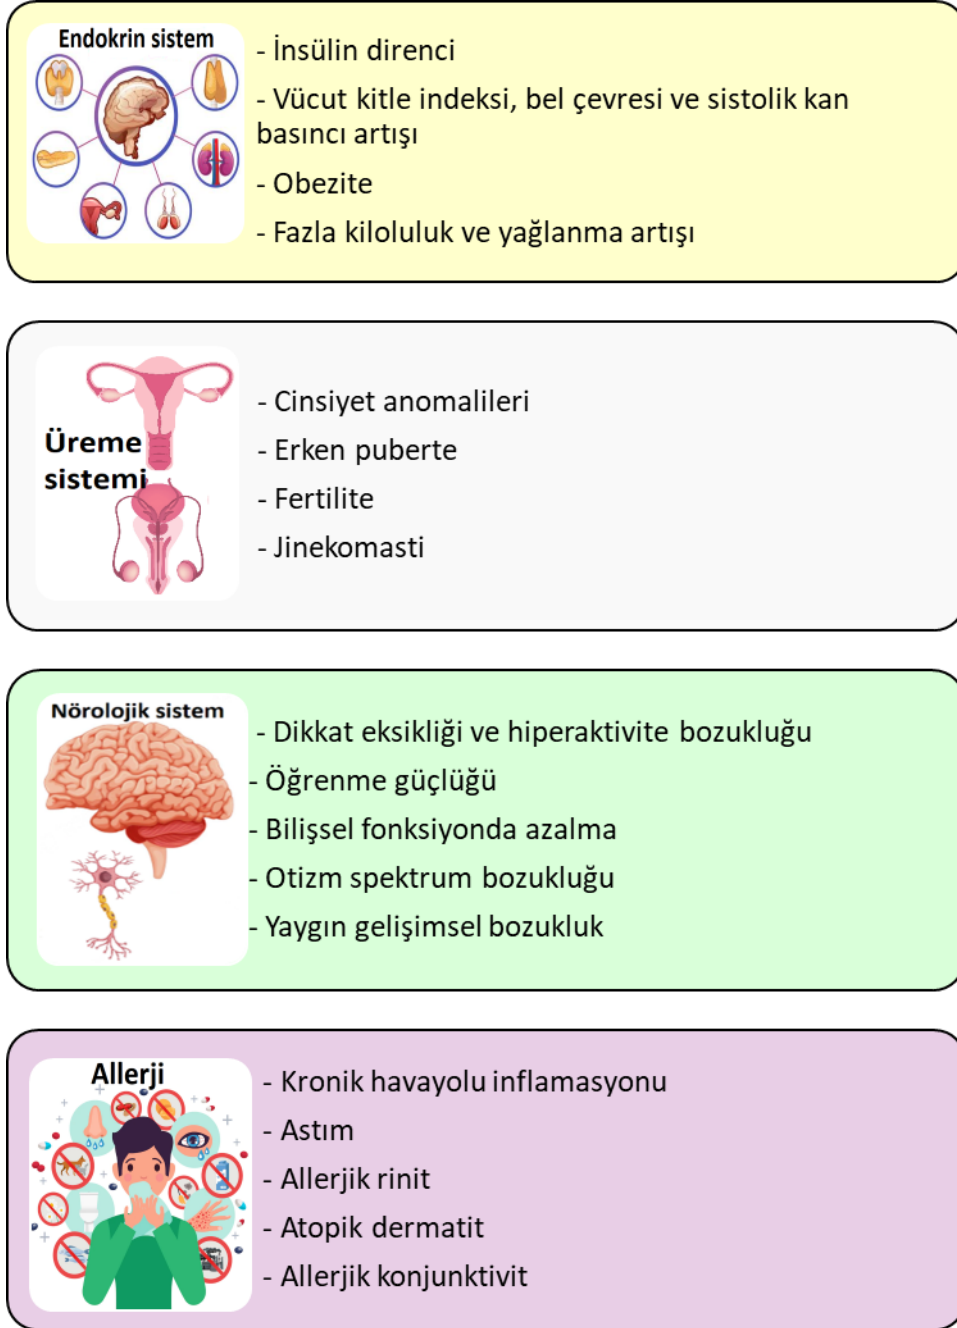 Endokrin sistem
- İnsülin direnci
- Vücut kitle indeksi, bel çevresi ve sistolik kan
basıncı artışı
- Obezite
- Fazla kiloluluk ve yağlanma artışı
Üreme
sistemi
- Cinsiyet anomalileri
- Erken puberte
- Fertilite
- Jinekomasti
Nörolojik sistem
- Dikkat eksikliği ve hiperaktivite bozukluğu
- Öğrenme güçlüğü
- Bilişsel fonksiyonda azalma
- Otizm spektrum bozukluğu
- Yaygın gelişimsel bozukluk
Allerji
- Kronik havayolu inflamasyonu
- Astım
- Allerjik rinit
- Atopik dermatit
- Allerjik konjunktivit